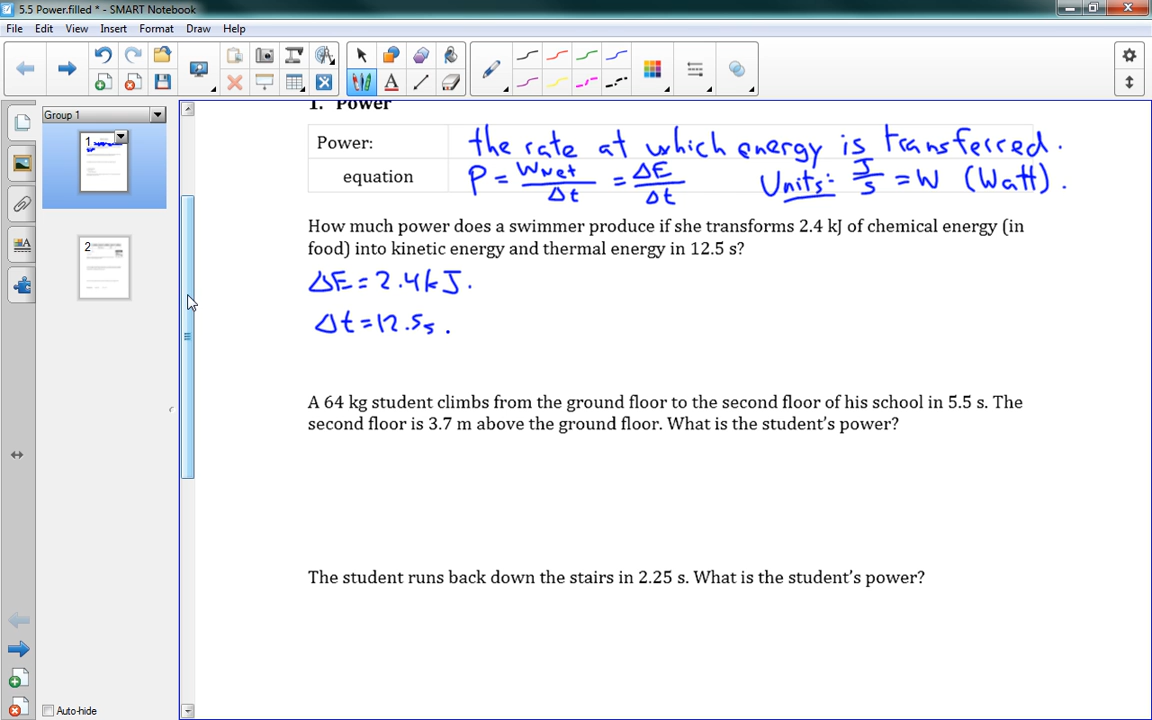 5.5 Power.filled * - SMART Notebook
File Edit View Insert Format Draw Help
Group 1
1
2
1. Power
Power: the rate at which energy is transferred.
equation P = Wnet/Δt = ΔE/Δt Units: J/s = W (Watt).
How much power does a swimmer produce if she transforms 2.4 kJ of chemical energy (in
food) into kinetic energy and thermal energy in 12.5 s?
ΔE = 2.4 kJ.
Δt = 12.5s.
A 64 kg student climbs from the ground floor to the second floor of his school in 5.5 s. The
second floor is 3.7 m above the ground floor. What is the student's power?
The student runs back down the stairs in 2.25 s. What is the student's power?
Auto-hide